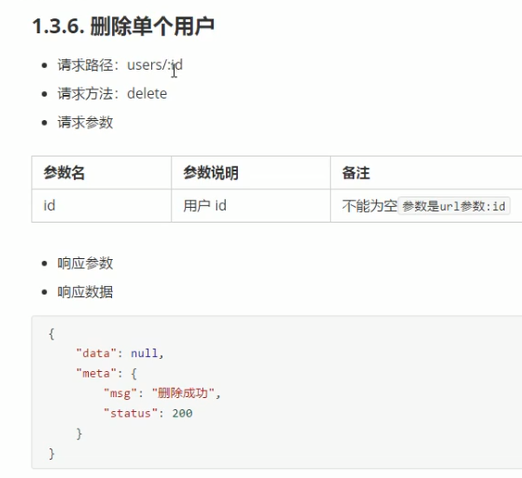 1.3.6. 删除单个用户
请求路径：users/:id
请求方法：delete
请求参数
参数名 参数说明 备注
id 用户 id 不能为空参数是url参数:id
响应参数
响应数据
{
    "data": null,
    "meta": {
        "msg": "删除成功",
        "status": 200
    }
}